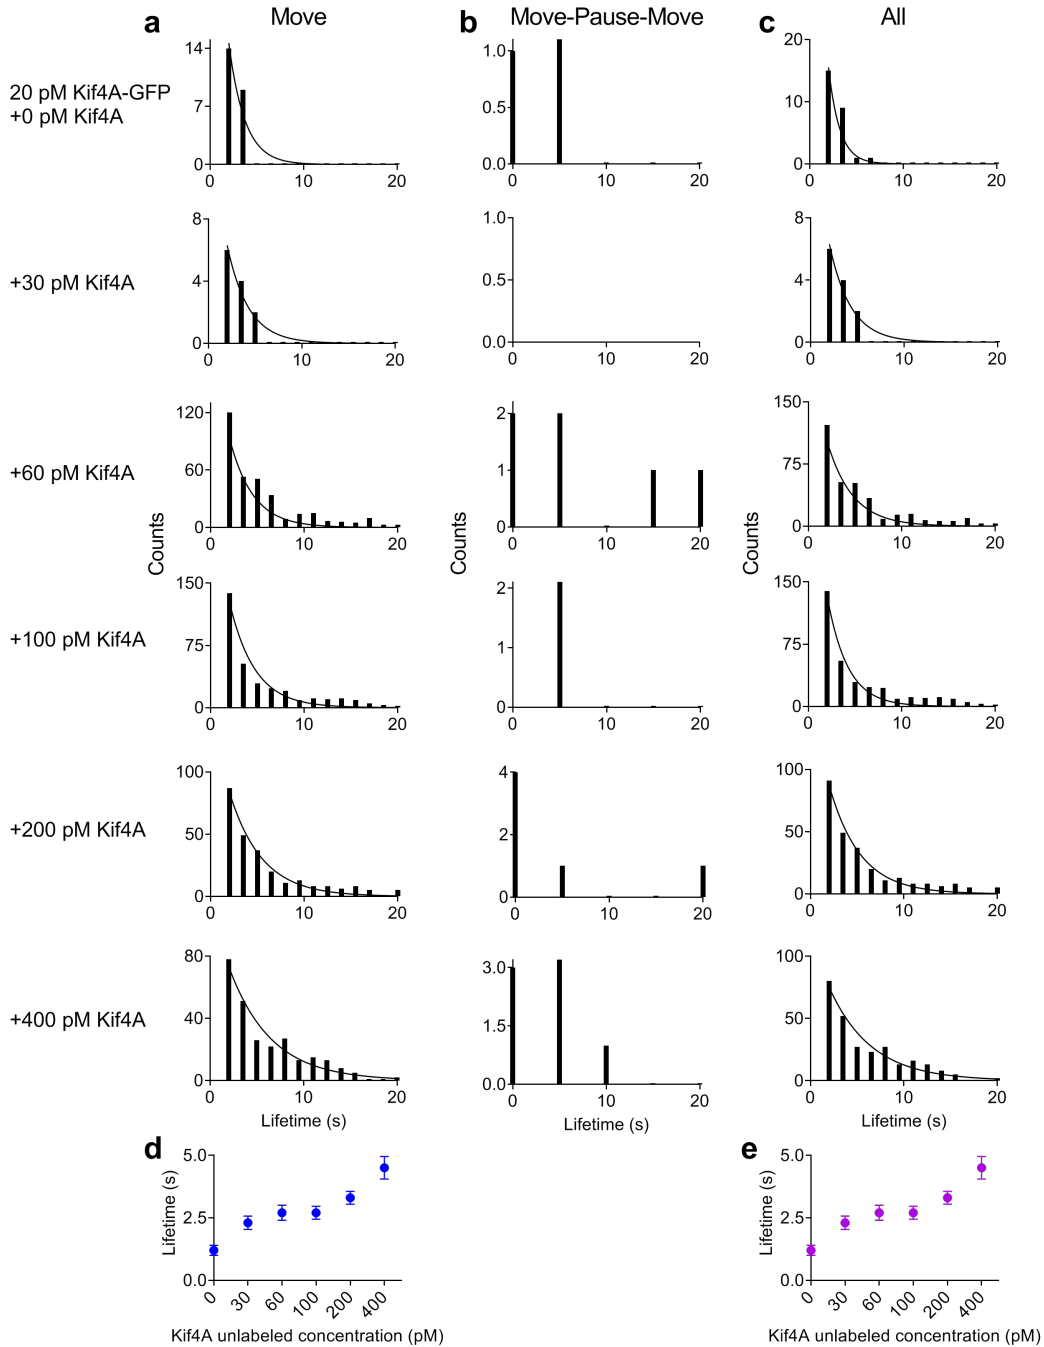 a Move b Move-Pause-Move c All
20 pM Kif4A-GFP
+0 pM Kif4A
14
7
0
0 10 20
1.0
0.5
0.0
0 10 20
20
10
0
0 10 20
+30 pM Kif4A
8
4
0
0 10 20
1.0
0.5
0.0
0 10 20
8
4
0
0 10 20
+60 pM Kif4A
120
60
0
0 10 20
2
1
0
0 10 20
150
75
0
0 10 20
Counts
Counts
Counts
+100 pM Kif4A
150
75
0
0 10 20
2
1
0
0 10 20
150
75
0
0 10 20
+200 pM Kif4A
100
50
0
0 10 20
4
2
0
0 10 20
100
50
0
0 10 20
+400 pM Kif4A
80
40
0
0 10 20
Lifetime (s)
3.0
1.5
0.0
0 10 20
Lifetime (s)
100
50
0
0 10 20
Lifetime (s)
d
Lifetime (s)
5.0
2.5
0.0
0 30 60 100 200 400
Kif4A unlabeled concentration (pM)
e
Lifetime (s)
5.0
2.5
0.0
0 30 60 100 200 400
Kif4A unlabeled concentration (pM)